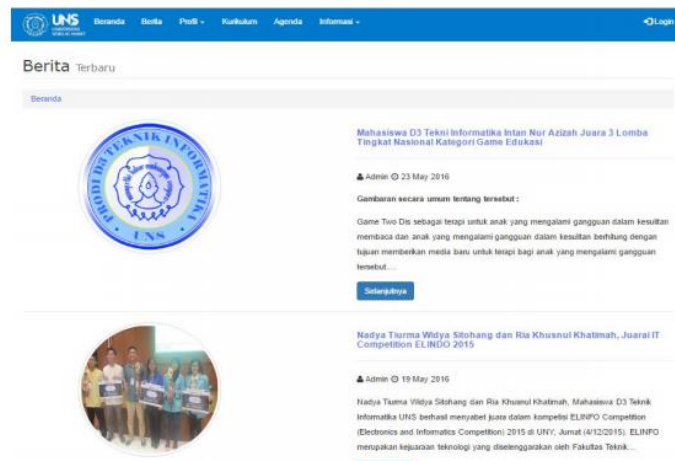 UNS Beranda Berita Profil Kurikulum Agenda Informasi Login
UNIVERSITAS
SEBELAS MARET
Berita Terbaru
Beranda
PRODI D3 TEKNIK INFORMATIKA
UNS
Mahasiswa D3 Tekni Informatika Intan Nur Azizah Juara 3 Lomba
Tingkat Nasional Kategori Game Edukasi
Admin 23 May 2016
Gambaran secara umum tentang tersebut :
Game Two Dis sebagai terapi untuk anak yang mengalami gangguan dalam kesulitan
membaca dan anak yang mengalami gangguan dalam kesulitan berhitung dengan
tujuan memberikan media baru untuk terapi bagi anak yang mengalami gangguan
tersebut....
Selanjutnya
Nadya Tiurma Widya Sitohang dan Ria Khusnul Khatimah, Juarai IT
Competition ELINDO 2015
Admin 19 May 2016
Nadya Tiurma Widya Sitohang dan Ria Khusnul Khatimah, Mahasiswa D3 Teknik
Informatika UNS berhasil menyabet juara dalam kompetisi ELINFO Competition
(Electronics and Informatics Competition) 2015 di UNY, Jumat (4/12/2015). ELINFO
merupakan kejuaraan teknologi yang diselenggarakan oleh Fakultas Teknik...